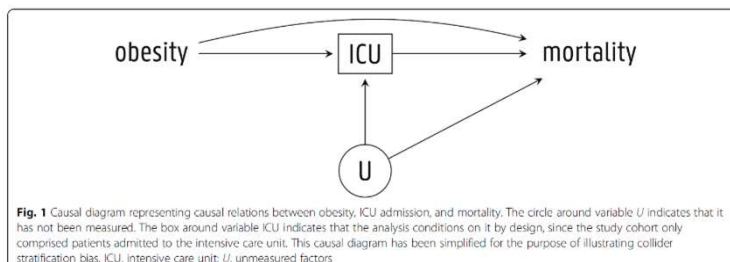 obesity
ICU
mortality
U
Fig. 1 Causal diagram representing causal relations between obesity, ICU admission, and mortality. The circle around variable U indicates that it
has not been measured. The box around variable ICU indicates that the analysis conditions on it by design, since the study cohort only
comprised patients admitted to the intensive care unit. This causal diagram has been simplified for the purpose of illustrating collider
stratification bias. ICU, intensive care unit; U, unmeasured factors